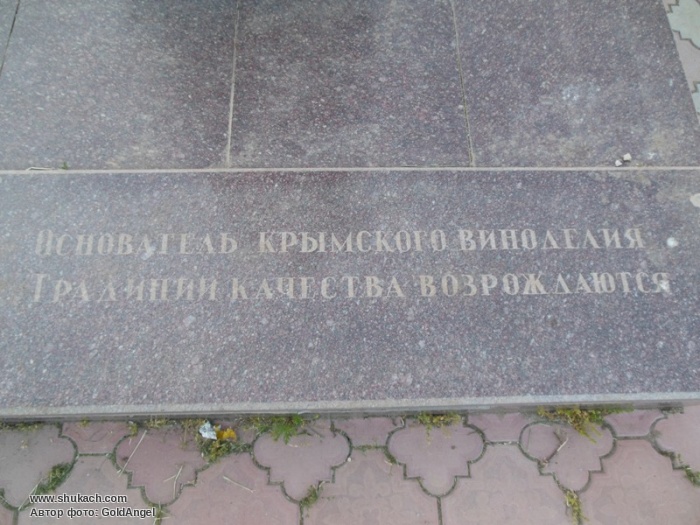 ОСНОВАТЕЛЬ КРЫМСКОГО ВИНОДЕЛИЯ
ТРАДИЦИИ КАЧЕСТВА ВОЗРОЖДАЮТСЯ
www.shukach.com
Автор фото: GoldAngel